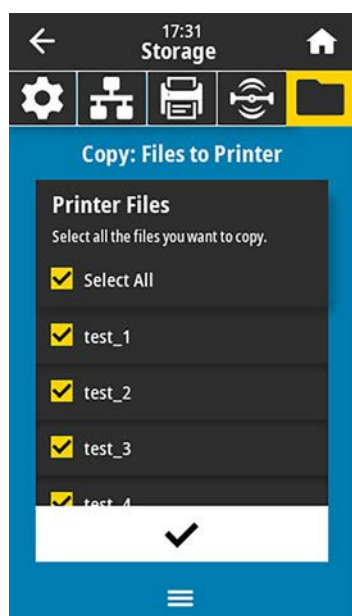 17:31
Storage
Copy: Files to Printer
Printer Files
Select all the files you want to copy.
Select All
test_1
test_2
test_3
test_4